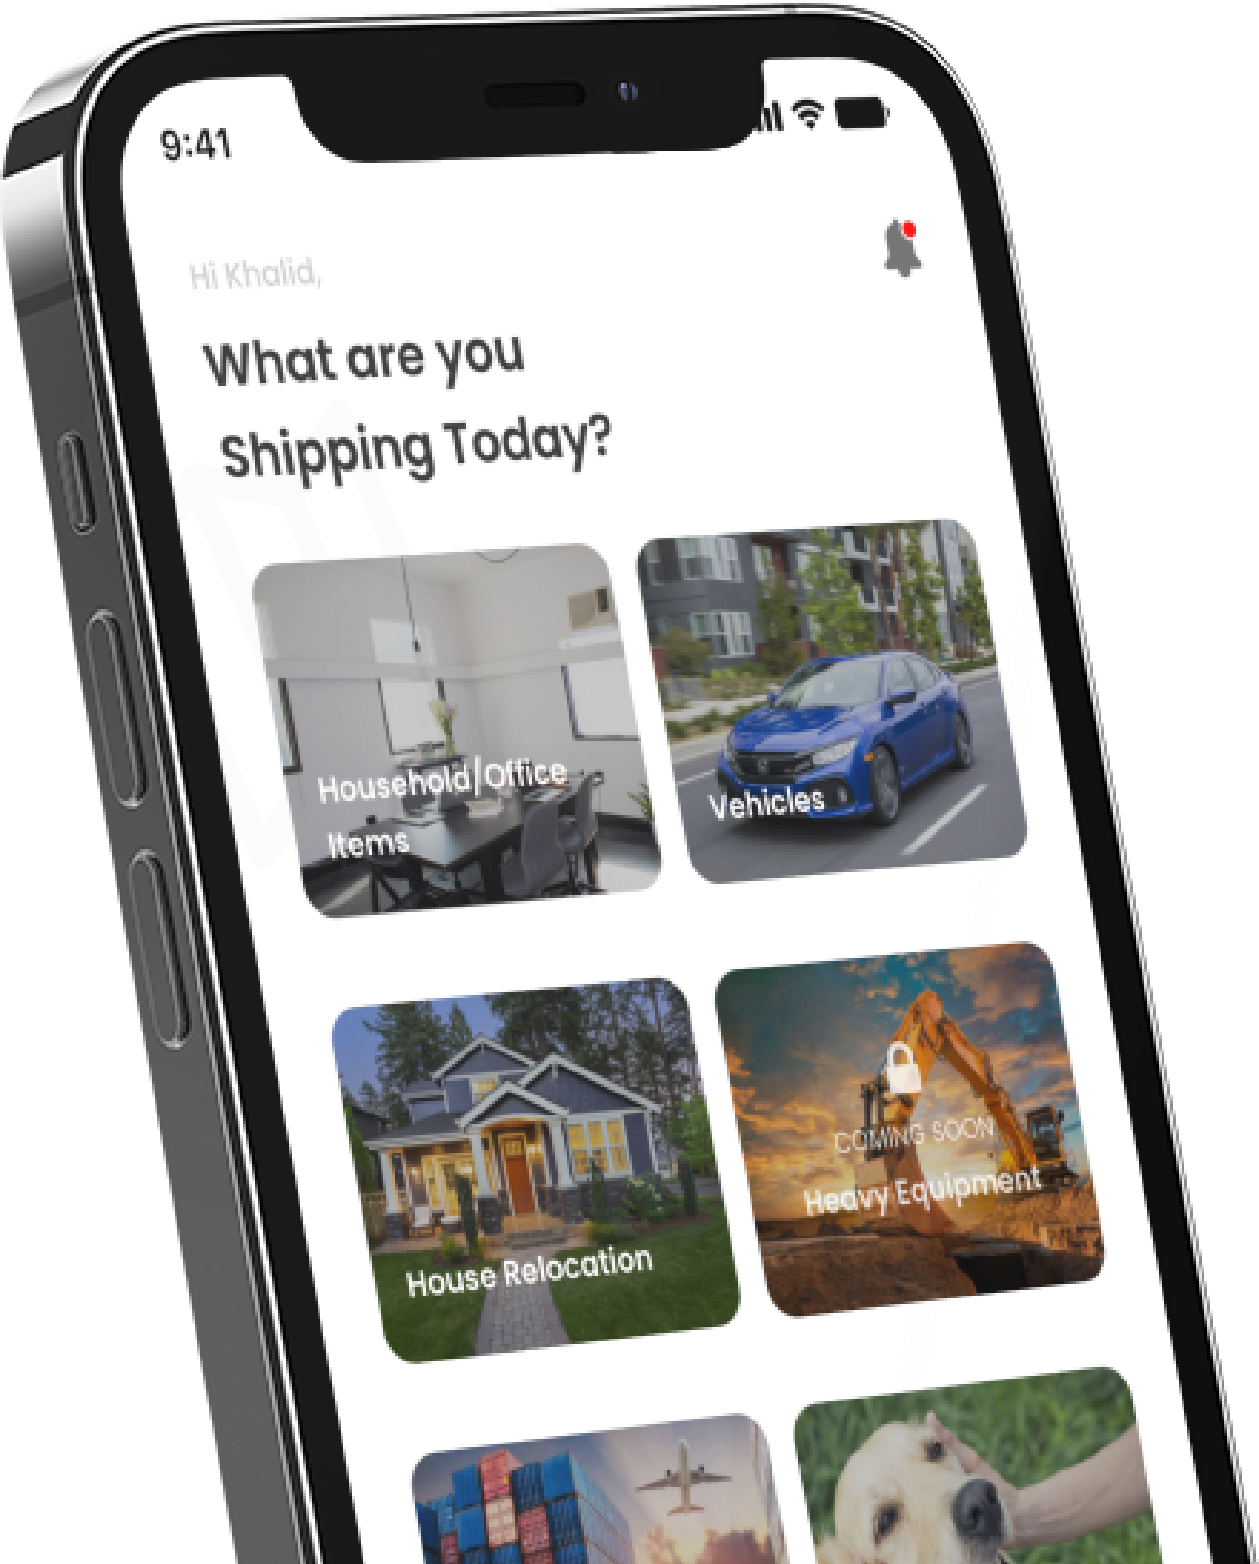 9:41
Hi Khalid,
What are you
Shipping Today?
Household/Office
Items
Vehicles
House Relocation
COMING SOON
Heavy Equipment